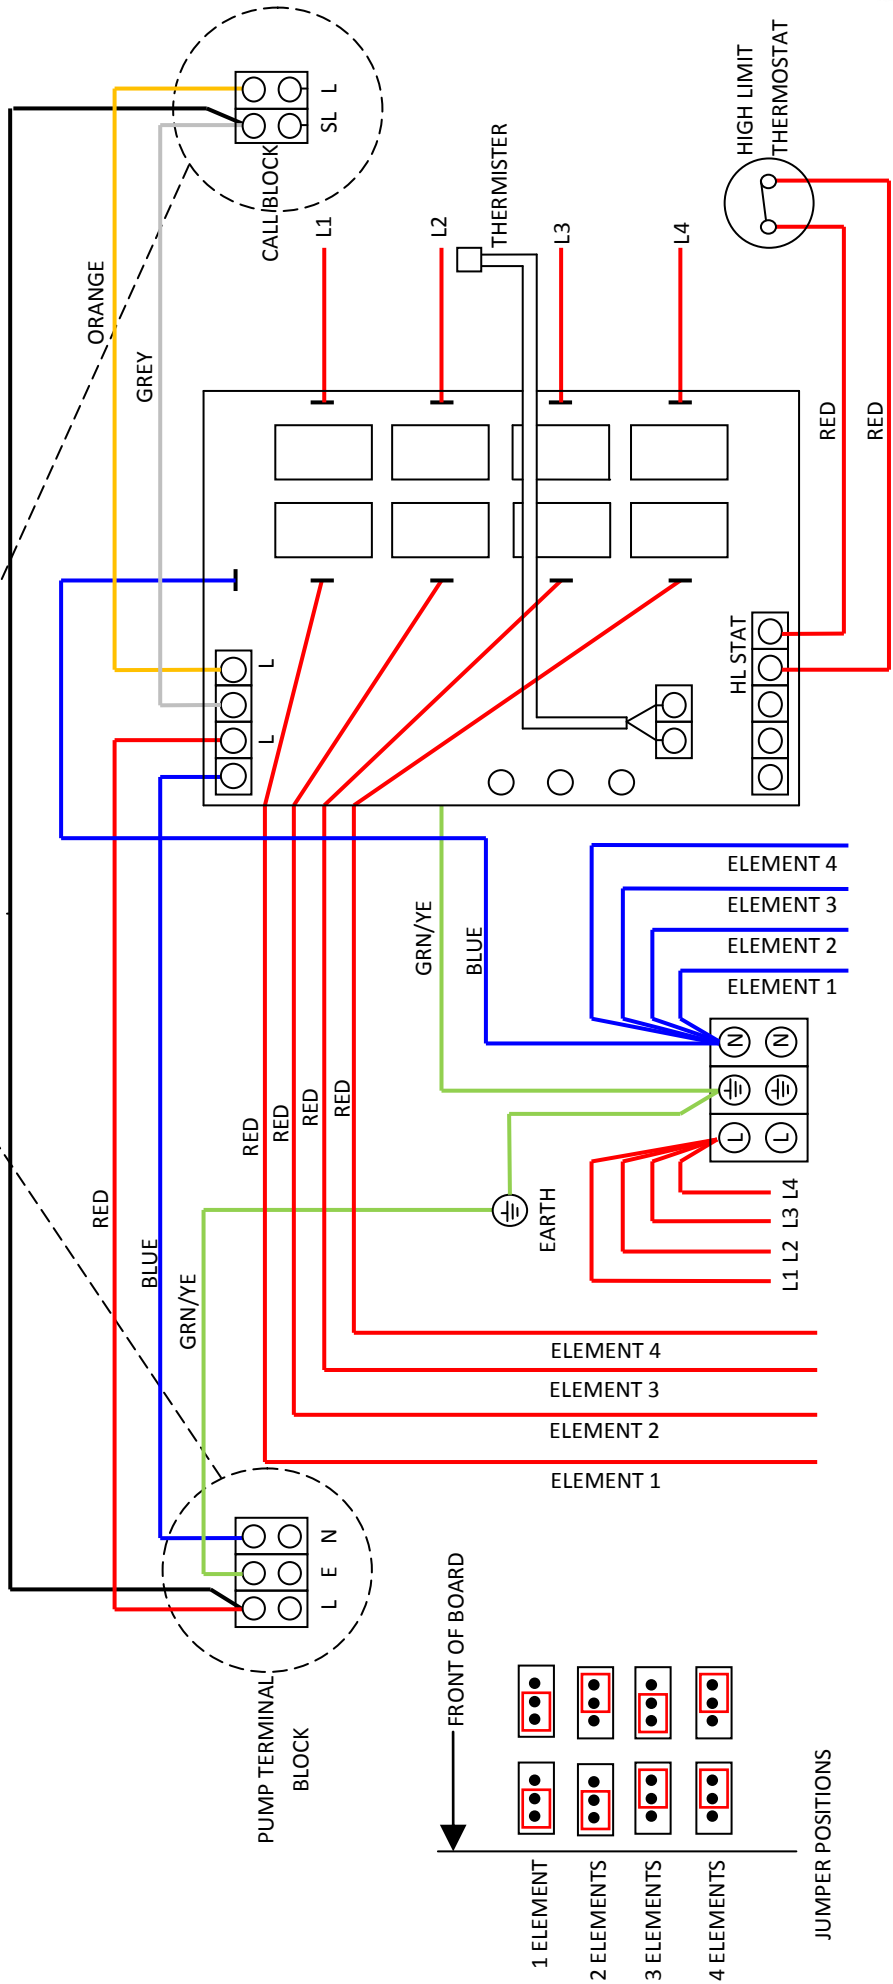 CALL BLOCK
SL
L
ORANGE
GREY
L1
L2
THERMISTER
L3
L4
HIGH LIMIT
THERMOSTAT
RED
RED
L
L
HL STAT
GRN/YE
BLUE
ELEMENT 4
ELEMENT 3
ELEMENT 2
ELEMENT 1
N
N
L
L
RED
RED
RED
RED
RED
BLUE
GRN/YE
EARTH
L1
L2
L3
L4
ELEMENT 4
ELEMENT 3
ELEMENT 2
ELEMENT 1
PUMP TERMINAL
BLOCK
L
E
N
FRONT OF BOARD
1 ELEMENT
2 ELEMENTS
3 ELEMENTS
4 ELEMENTS
JUMPER POSITIONS